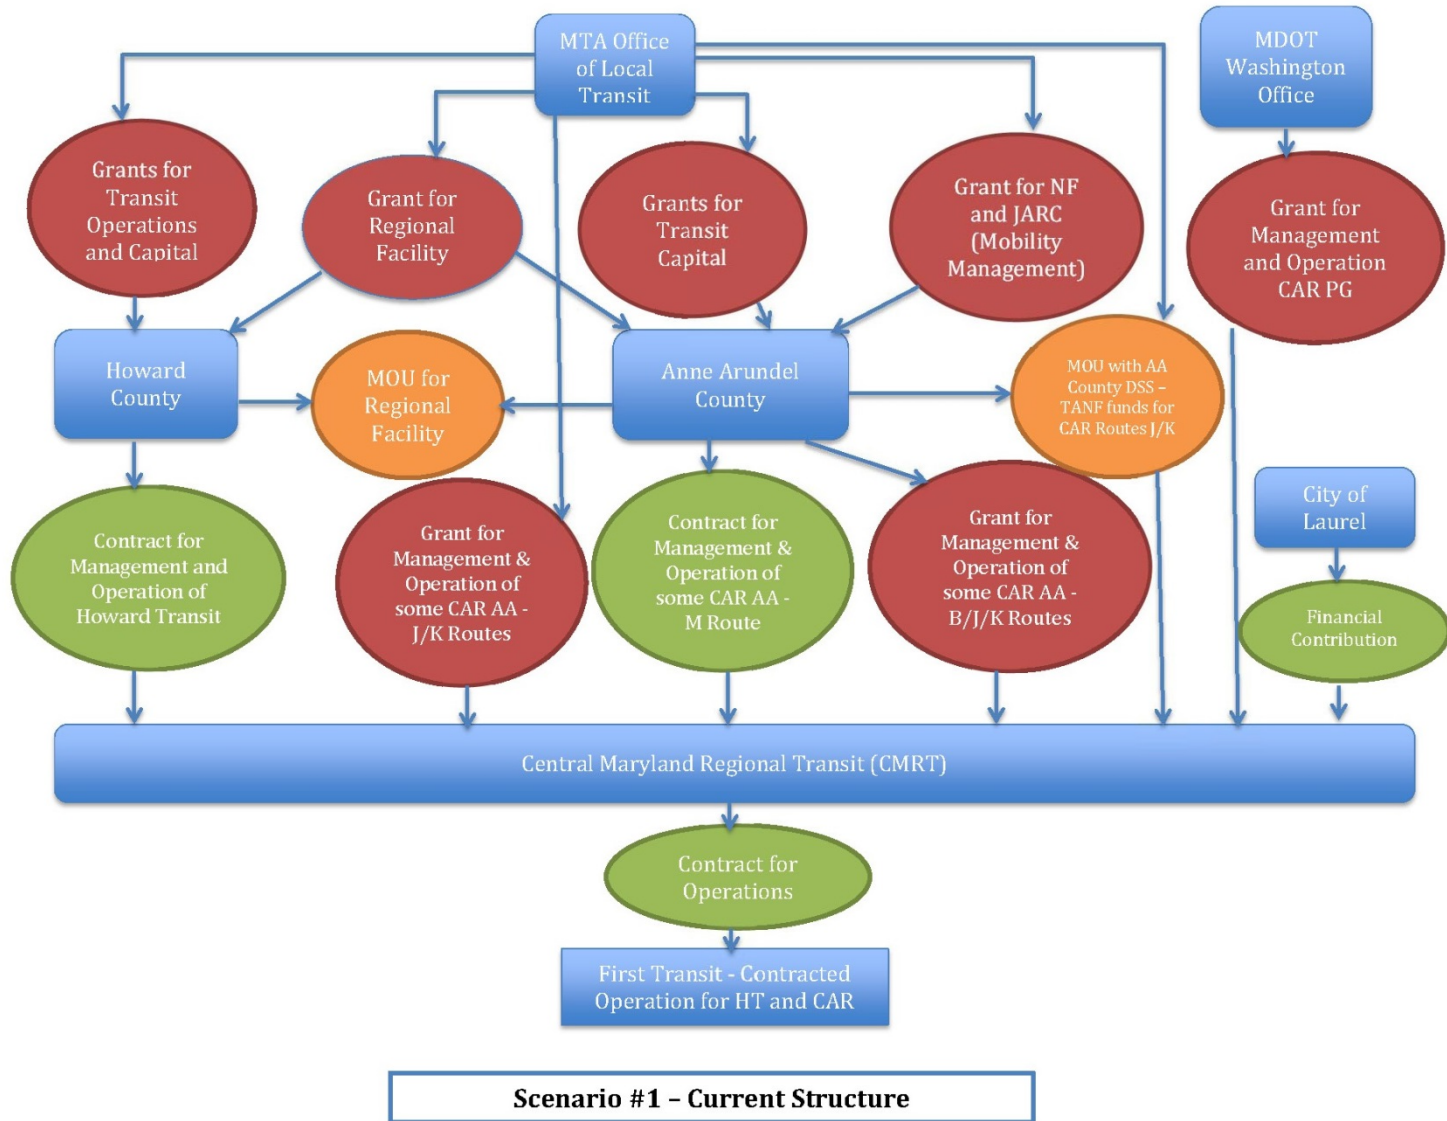 MTA Office
of Local
Transit
MDOT
Washington
Office
Grants for
Transit
Operations
and Capital
Grant for
Regional
Facility
Grants for
Transit
Capital
Grant for NF
and JARC
(Mobility
Management)
Grant for
Management
and Operation
CAR PG
Howard
County
MOU for
Regional
Facility
Anne Arundel
County
MOU with AA
County DSS –
TANF funds for
CAR Routes J/K
City of
Laurel
Contract for
Management and
Operation of
Howard Transit
Grant for
Management &
Operation of
some CAR AA -
J/K Routes
Contract for
Management &
Operation of
some CAR AA -
M Route
Grant for
Management &
Operation of
some CAR AA -
B/J/K Routes
Financial
Contribution
Central Maryland Regional Transit (CMRT)
Contract for
Operations
First Transit - Contracted
Operation for HT and CAR
Scenario #1 – Current Structure